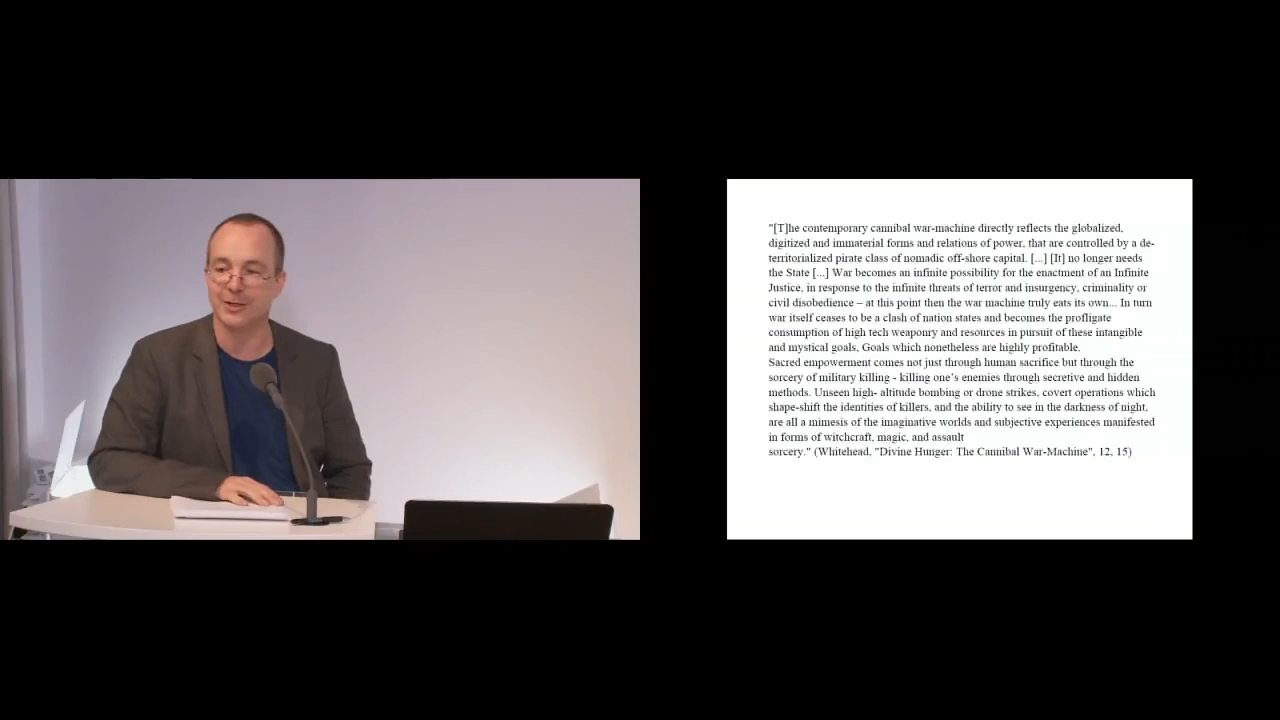 "[T]he contemporary cannibal war-machine directly reflects the globalized,
digitized and immaterial forms and relations of power, that are controlled by a de-
territorialized pirate class of nomadic off-shore capital. [...] [It] no longer needs
the State [...] War becomes an infinite possibility for the enactment of an Infinite
Justice, in response to the infinite threats of terror and insurgency, criminality or
civil disobedience – at this point then the war machine truly eats its own... In turn
war itself ceases to be a clash of nation states and becomes the profligate
consumption of high tech weaponry and resources in pursuit of these intangible
and mystical goals, Goals which nonetheless are highly profitable.
Sacred empowerment comes not just through human sacrifice but through the
sorcery of military killing - killing one's enemies through secretive and hidden
methods. Unseen high- altitude bombing or drone strikes, covert operations which
shape-shift the identities of killers, and the ability to see in the darkness of night,
are all a mimesis of the imaginative worlds and subjective experiences manifested
in forms of witchcraft, magic, and assault
sorcery." (Whitehead, "Divine Hunger: The Cannibal War-Machine", 12, 15)